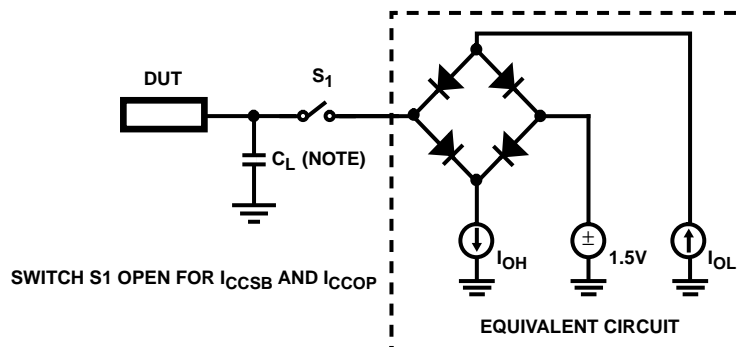 DUT
S1
CL (NOTE)
±
1.5V
IOH
IOL
SWITCH S1 OPEN FOR ICCSB AND ICCOP
EQUIVALENT CIRCUIT